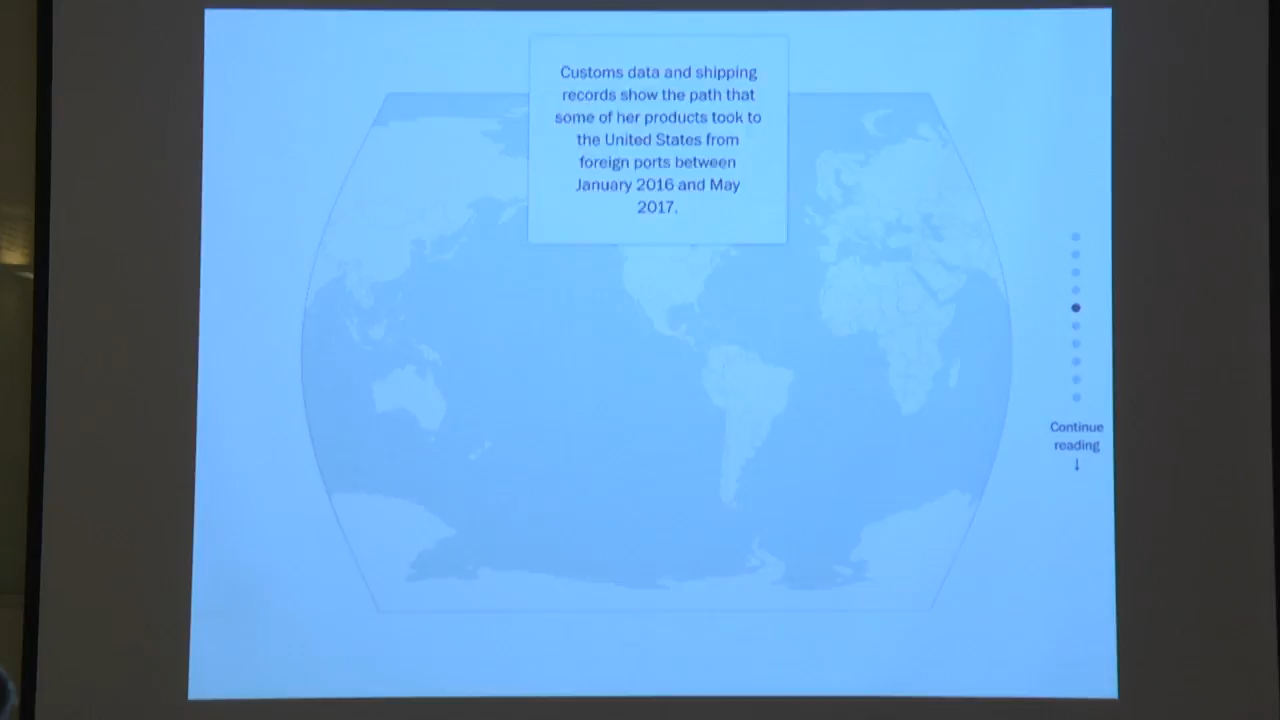 Customs data and shipping
records show the path that
some of her products took to
the United States from
foreign ports between
January 2016 and May
2017.
Continue
reading
↓